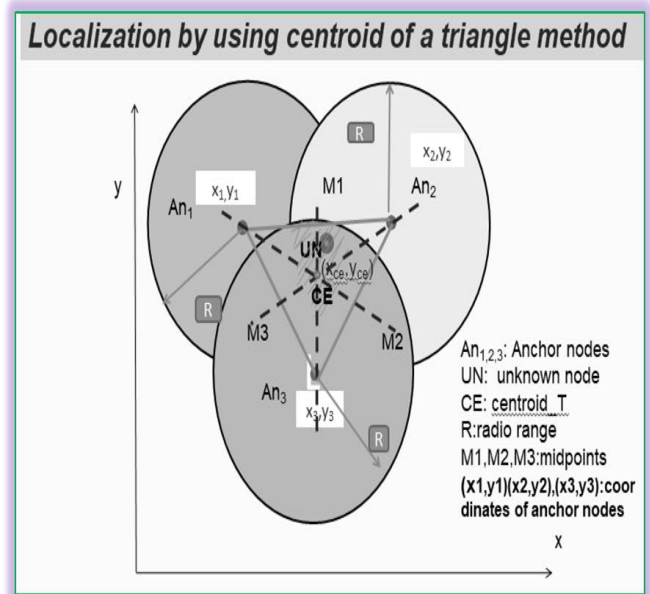 Localization by using centroid of a triangle method
R
x₂,y₂
y
x₁,y₁
M1
An₂
An₁
UN
(x_ce, y_ce)
CE
R
M3
M2
An₃
x₃,y₃
R
An₁,₂,₃: Anchor nodes
UN: unknown node
CE: centroid_T
R:radio range
M1,M2,M3:midpoints
(x1,y1)(x2,y2),(x3,y3):coor
dinates of anchor nodes
x